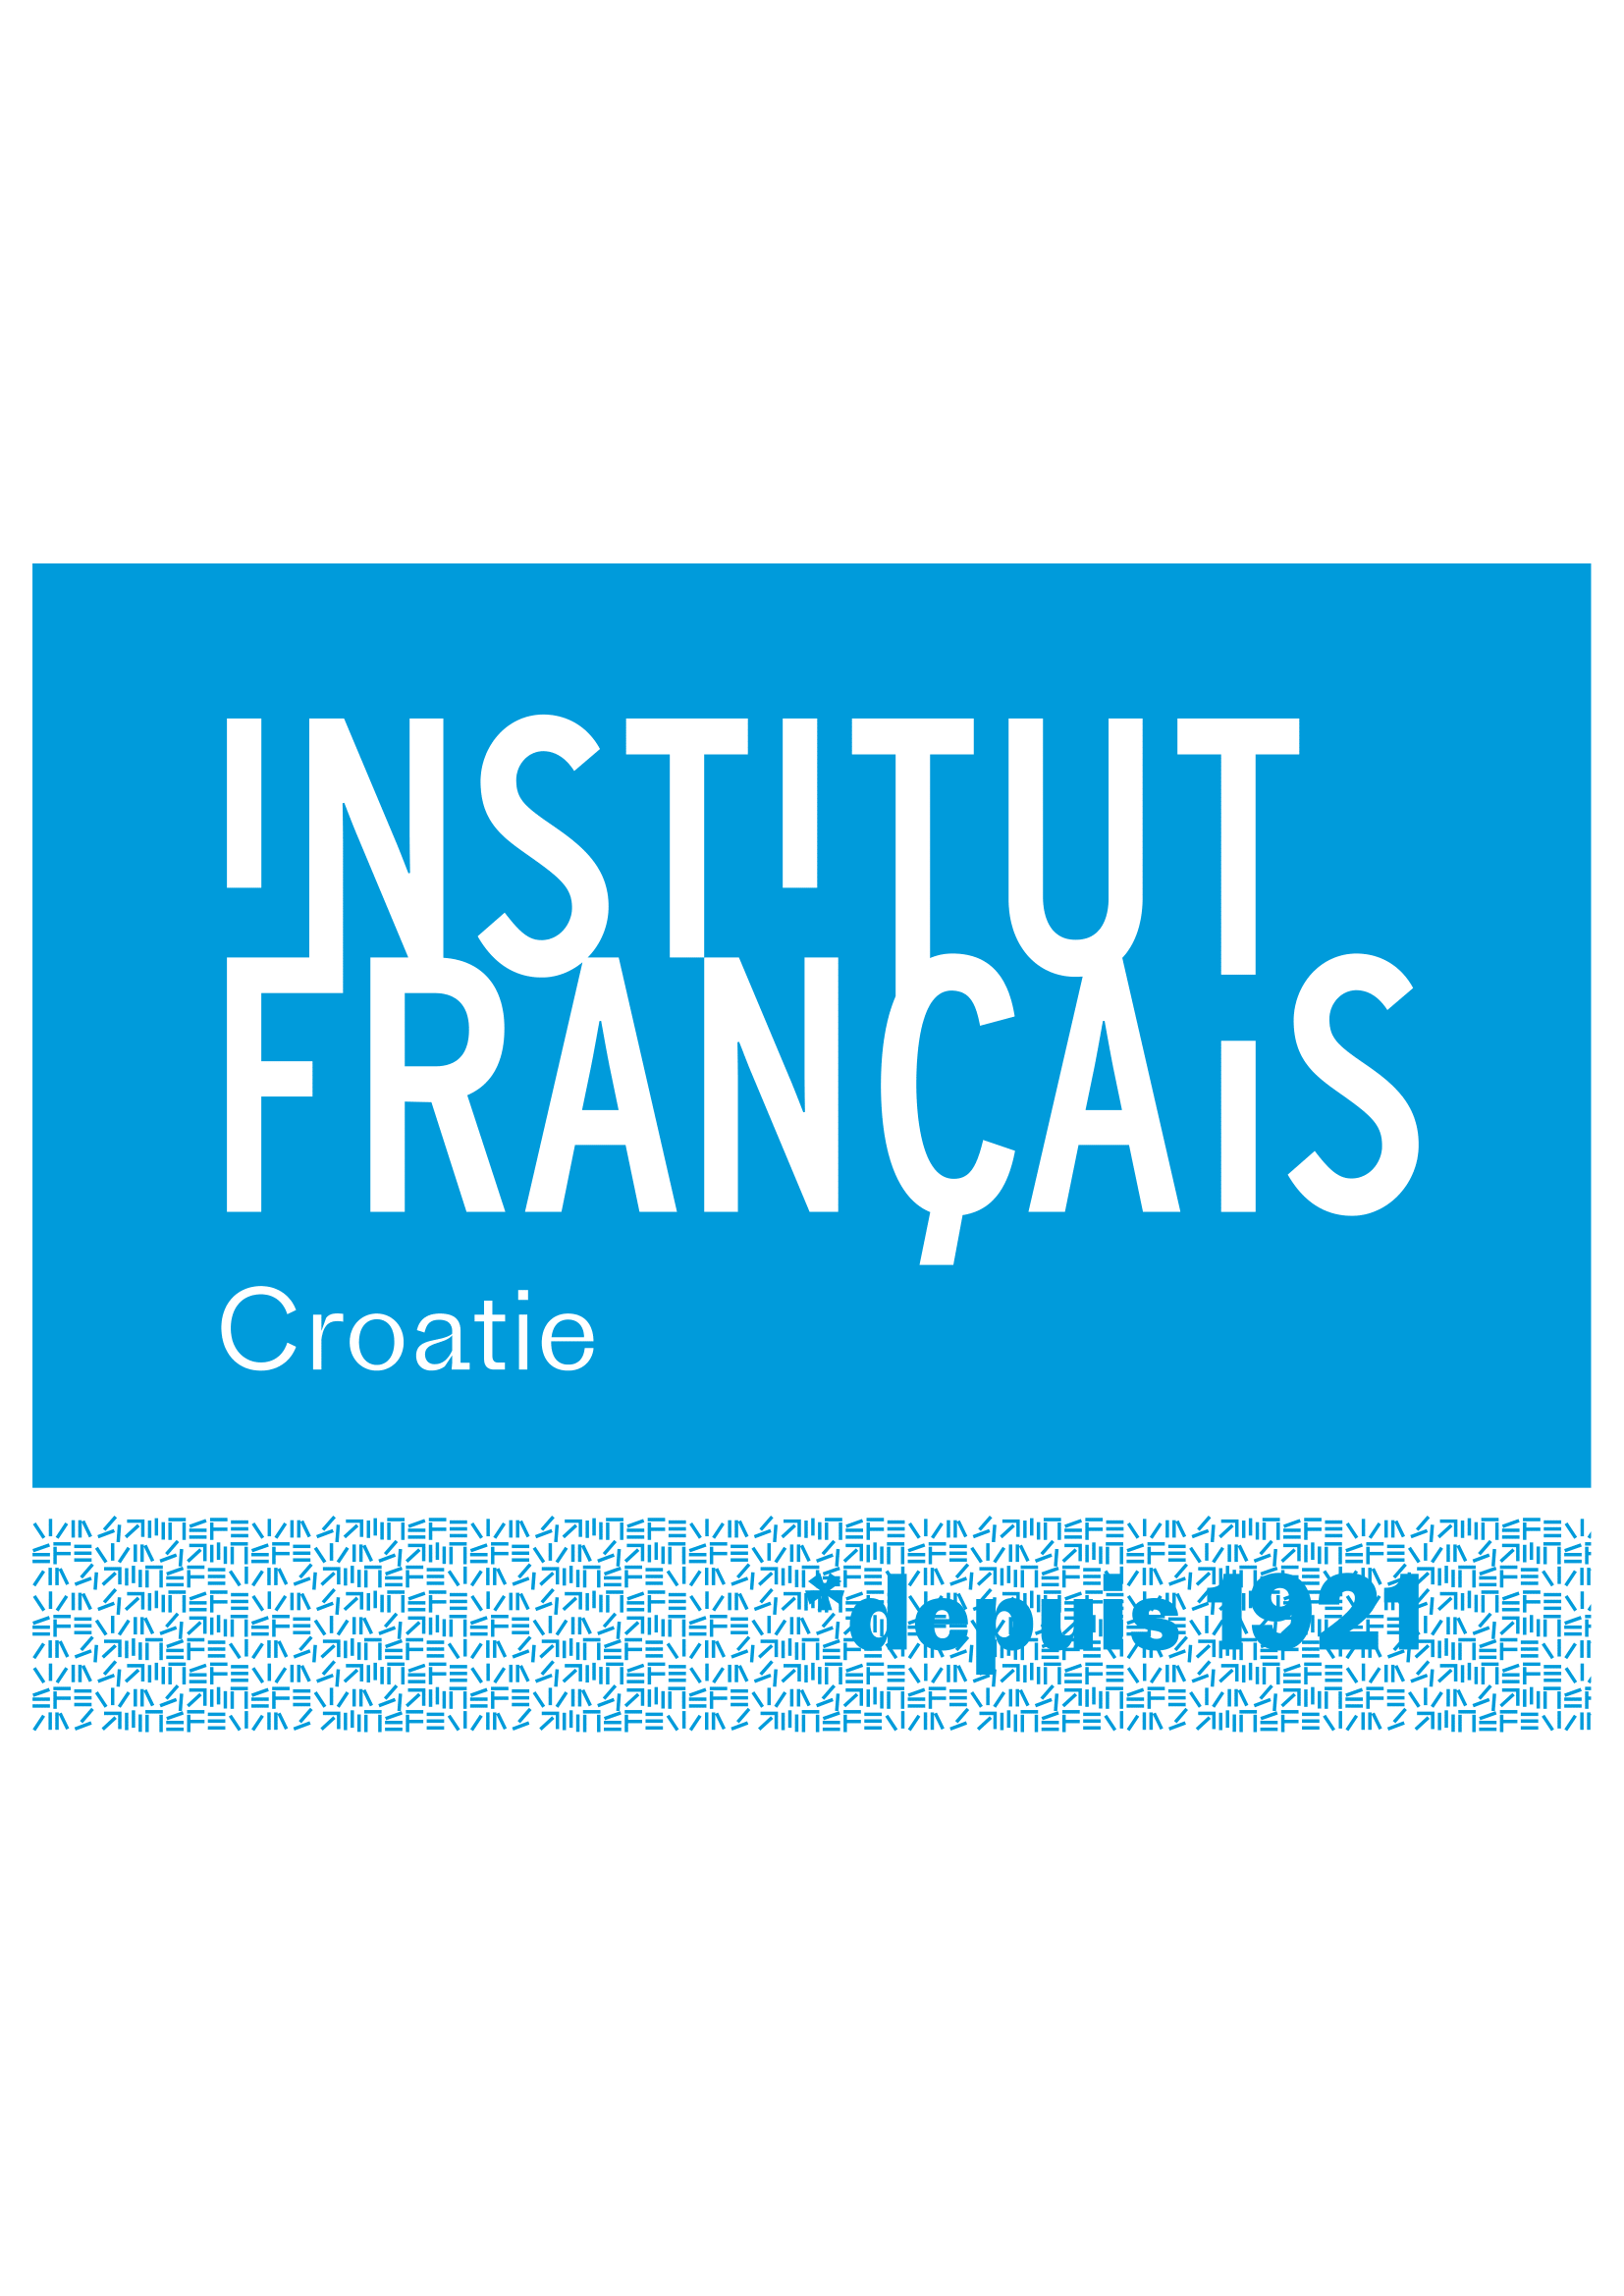 INSTITUT
FRANÇAIS
Croatie
*depuis 1921